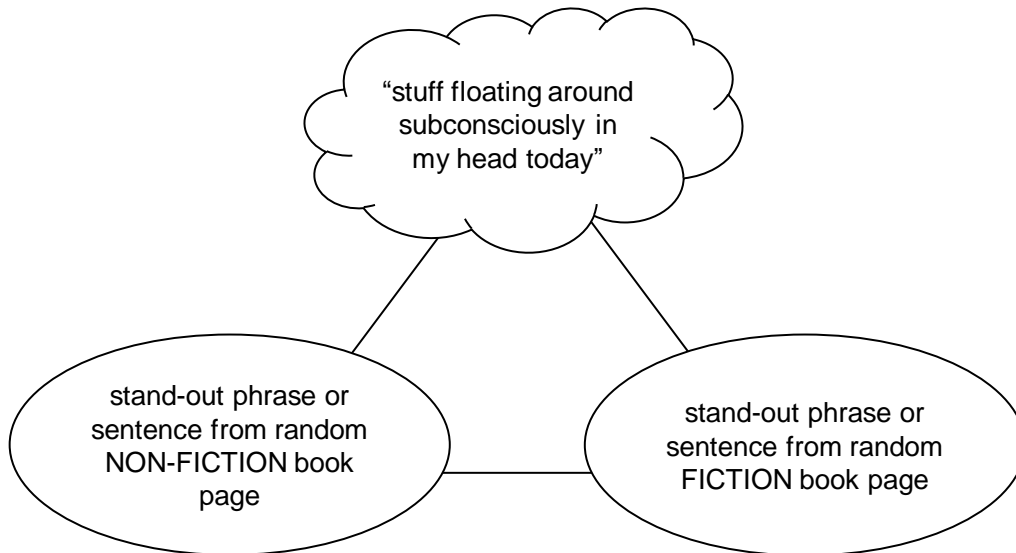 “stuff floating around
subconsciously in
my head today”
stand-out phrase or
sentence from random
NON-FICTION book
page
stand-out phrase or
sentence from random
FICTION book page